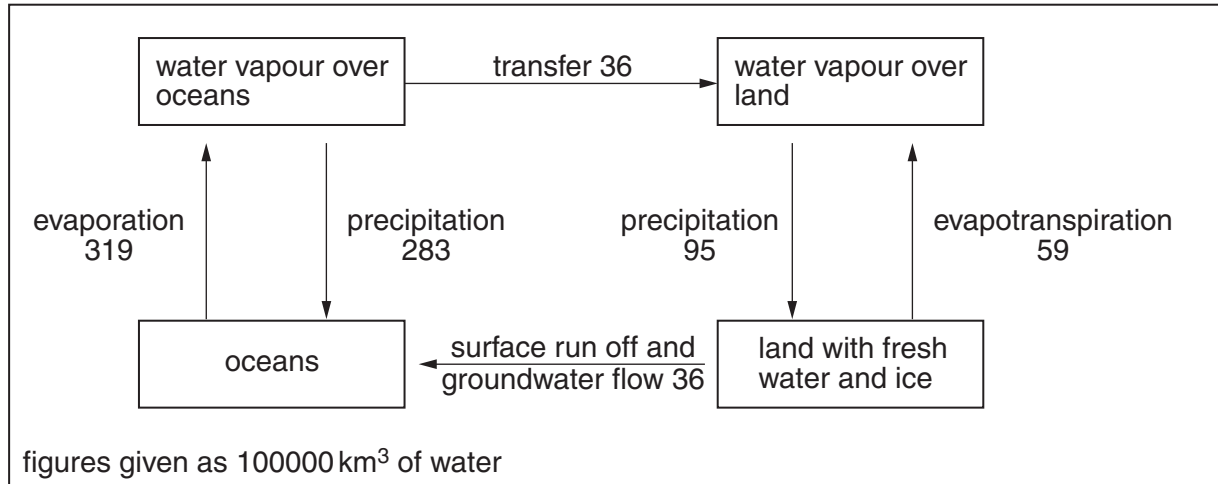 water vapour over
oceans
transfer 36
water vapour over
land
evaporation
319
precipitation
283
precipitation
95
evapotranspiration
59
oceans
surface run off and
groundwater flow 36
land with fresh
water and ice
figures given as 100000 km³ of water